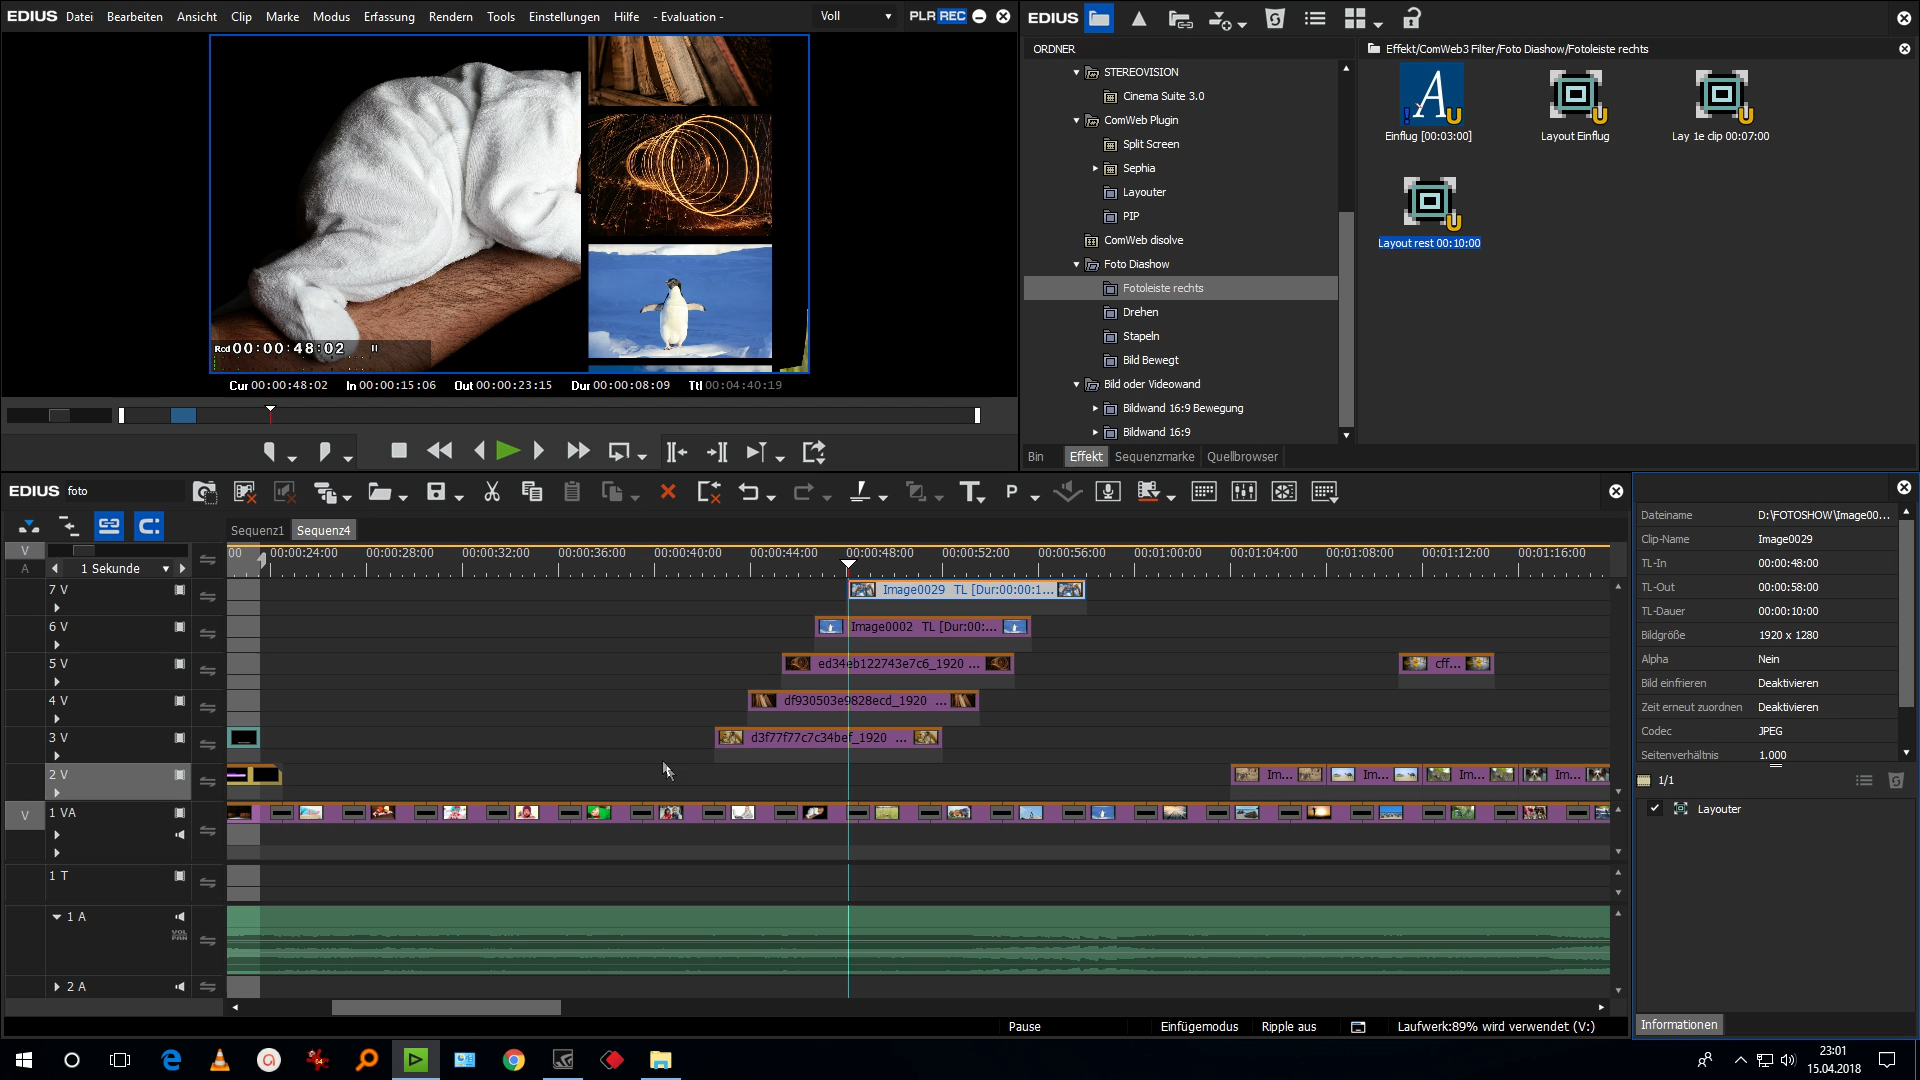 EDIUS Datei Bearbeiten Ansicht Clip Marke Modus Erfassung Rendern Tools Einstellungen Hilfe - Evaluation - Voll PLR REC
Rcd 00:00:48:02
Cur 00:00:48:02 In 00:00:15:06 Out 00:00:23:15 Dur 00:00:08:09 Ttl 00:04:40:19
EDIUS
ORDNER
STEREOVISION
Cinema Suite 3.0
ComWeb Plugin
Split Screen
Sephia
Layouter
PIP
ComWeb disolve
Foto Diashow
Fotoleiste rechts
Drehen
Stapeln
Bild Bewegt
Bild oder Videowand
Bildwand 16:9 Bewegung
Bildwand 16:9
Effekt/ComWeb3 Filter/Foto Diashow/Fotoleiste rechts
Einflug [00:03:00] Layout Einflug Lay 1e clip 00:07:00
Layout rest 00:10:00
Bin Effekt Sequenzmarke Quellbrowser
EDIUS foto
Sequenz1 Sequenz4
V
A
1 Sekunde
00 00:00:24:00 00:00:28:00 00:00:32:00 00:00:36:00 00:00:40:00 00:00:44:00 00:00:48:00 00:00:52:00 00:00:56:00 00:01:00:00 00:01:04:00 00:01:08:00 00:01:12:00 00:01:16:00
7 V Image0029 TL [Dur:00:00:1...
6 V Image0002 TL [Dur:00:...
5 V ed34eb122743e7c6_1920 ... cff...
4 V df930503e9828ecd_1920 ...
3 V d3f77f77c7c34bef_1920 ...
2 V Im... Im... Im... Im...
V 1 VA
1 T
1 A
VOL
PAN
2 A
Pause Einfügemodus Ripple aus Laufwerk:89% wird verwendet (V:)
Dateiname D:\FOTOSHOW\Image00...
Clip-Name Image0029
TL-In 00:00:48:00
TL-Out 00:00:58:00
TL-Dauer 00:00:10:00
Bildgröße 1920 x 1280
Alpha Nein
Bild einfrieren Deaktivieren
Zeit erneut zuordnen Deaktivieren
Codec JPEG
Seitenverhältnis 1.000
1/1
Layouter
Informationen
23:01
15.04.2018